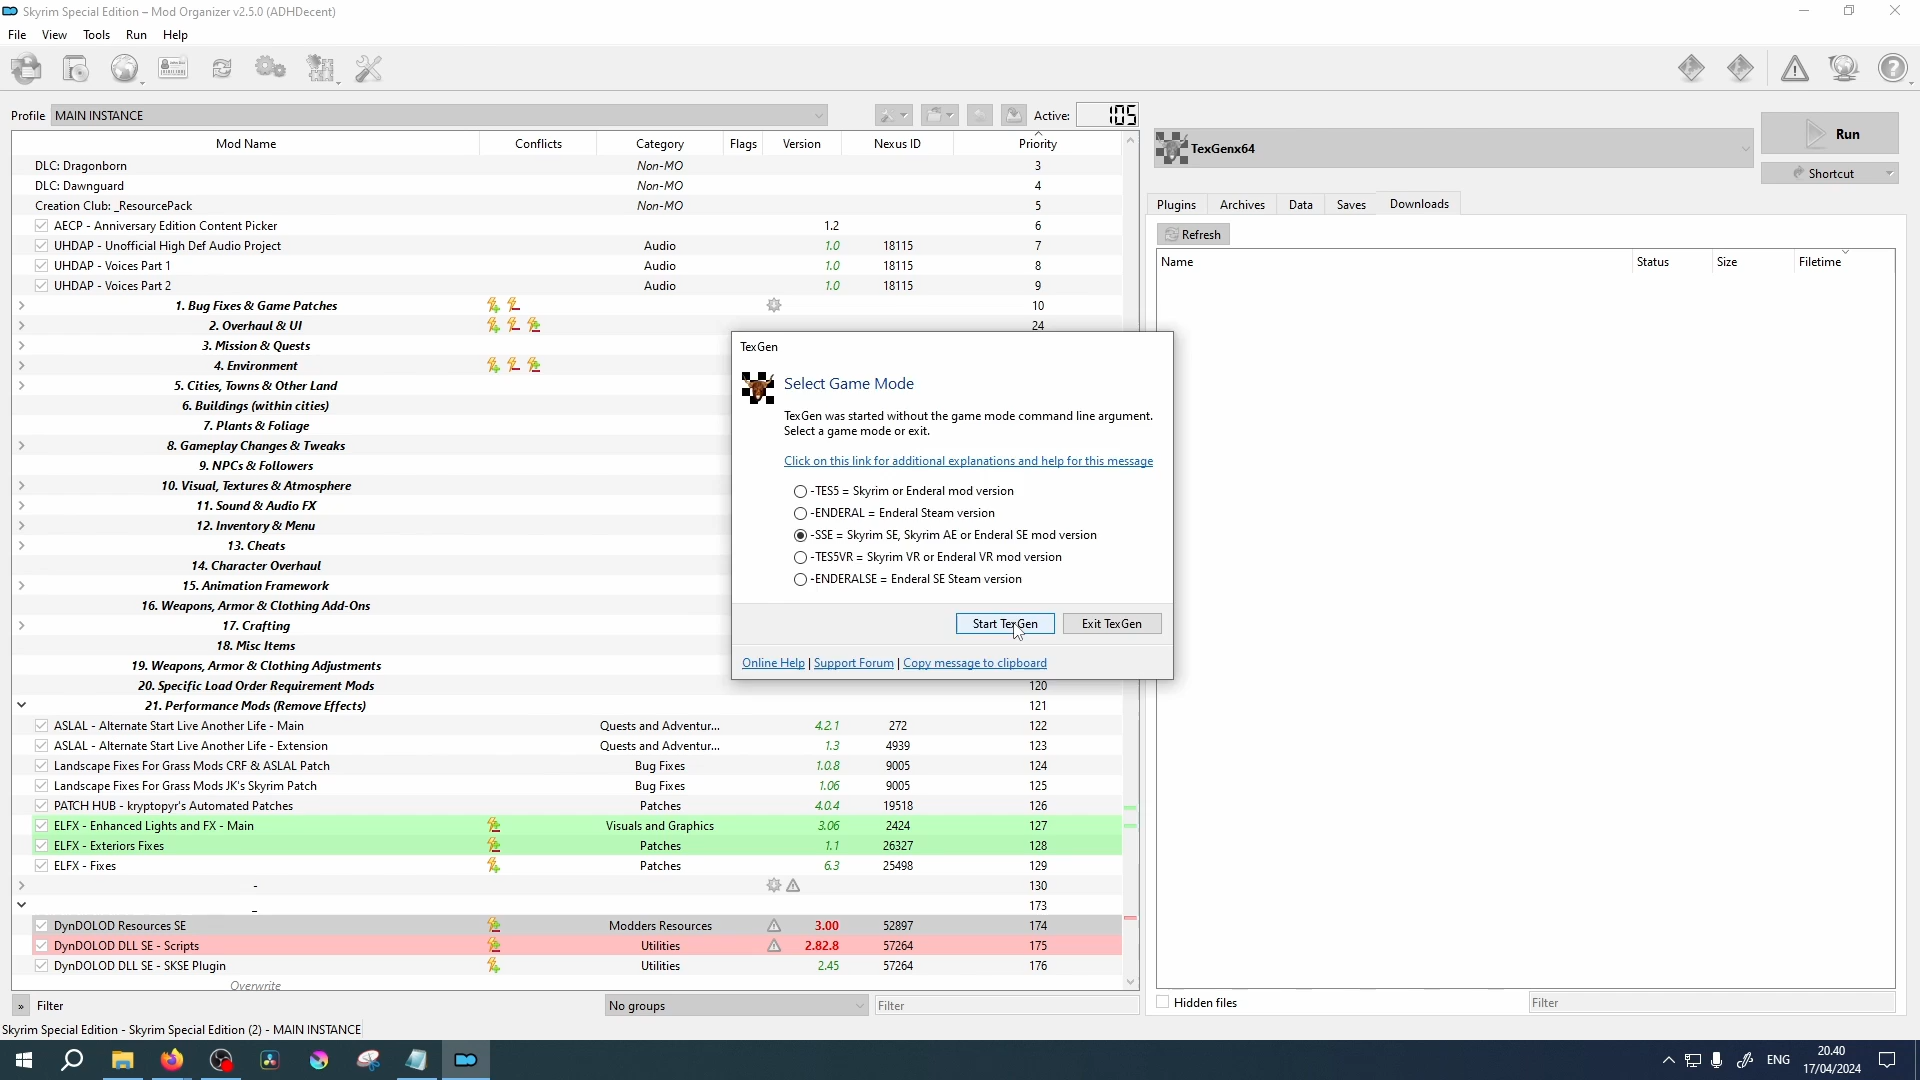 Skyrim Special Edition – Mod Organizer v2.5.0 (ADHDecent)
File View Tools Run Help
Profile MAIN INSTANCE Active: 105
Mod Name Conflicts Category Flags Version Nexus ID Priority
DLC: Dragonborn Non-MO 3
DLC: Dawnguard Non-MO 4
Creation Club: _ResourcePack Non-MO 5
AECP - Anniversary Edition Content Picker 1.2 6
UHDAP - Unofficial High Def Audio Project Audio 1.0 18115 7
UHDAP - Voices Part 1 Audio 1.0 18115 8
UHDAP - Voices Part 2 Audio 1.0 18115 9
1. Bug Fixes & Game Patches 10
2. Overhaul & UI 24
3. Mission & Quests
4. Environment
5. Cities, Towns & Other Land
6. Buildings (within cities)
7. Plants & Foliage
8. Gameplay Changes & Tweaks
9. NPCs & Followers
10. Visual, Textures & Atmosphere
11. Sound & Audio FX
12. Inventory & Menu
13. Cheats
14. Character Overhaul
15. Animation Framework
16. Weapons, Armor & Clothing Add-Ons
17. Crafting
18. Misc Items
19. Weapons, Armor & Clothing Adjustments
20. Specific Load Order Requirement Mods 120
21. Performance Mods (Remove Effects) 121
ASLAL - Alternate Start Live Another Life - Main Quests and Adventur... 4.2.1 272 122
ASLAL - Alternate Start Live Another Life - Extension Quests and Adventur... 1.3 4939 123
Landscape Fixes For Grass Mods CRF & ASLAL Patch Bug Fixes 1.0.8 9005 124
Landscape Fixes For Grass Mods JK's Skyrim Patch Bug Fixes 1.06 9005 125
PATCH HUB - kryptopyr's Automated Patches Patches 4.0.4 19518 126
ELFX - Enhanced Lights and FX - Main Visuals and Graphics 3.06 2424 127
ELFX - Exteriors Fixes Patches 1.1 26327 128
ELFX - Fixes Patches 6.3 25498 129
- 130
_ 173
DynDOLOD Resources SE Modders Resources 3.00 52897 174
DynDOLOD DLL SE - Scripts Utilities 2.82.8 57264 175
DynDOLOD DLL SE - SKSE Plugin Utilities 2.45 57264 176
Overwrite
» Filter No groups Filter
Skyrim Special Edition - Skyrim Special Edition (2) - MAIN INSTANCE
TexGen
Select Game Mode
TexGen was started without the game mode command line argument.
Select a game mode or exit.
Click on this link for additional explanations and help for this message
-TES5 = Skyrim or Enderal mod version
-ENDERAL = Enderal Steam version
-SSE = Skyrim SE, Skyrim AE or Enderal SE mod version
-TES5VR = Skyrim VR or Enderal VR mod version
-ENDERALSE = Enderal SE Steam version
Start TexGen Exit TexGen
Online Help | Support Forum | Copy message to clipboard
TexGenx64 Run
Shortcut
Plugins Archives Data Saves Downloads
Refresh
Name Status Size Filetime
Hidden files Filter
ENG 20.40
17/04/2024